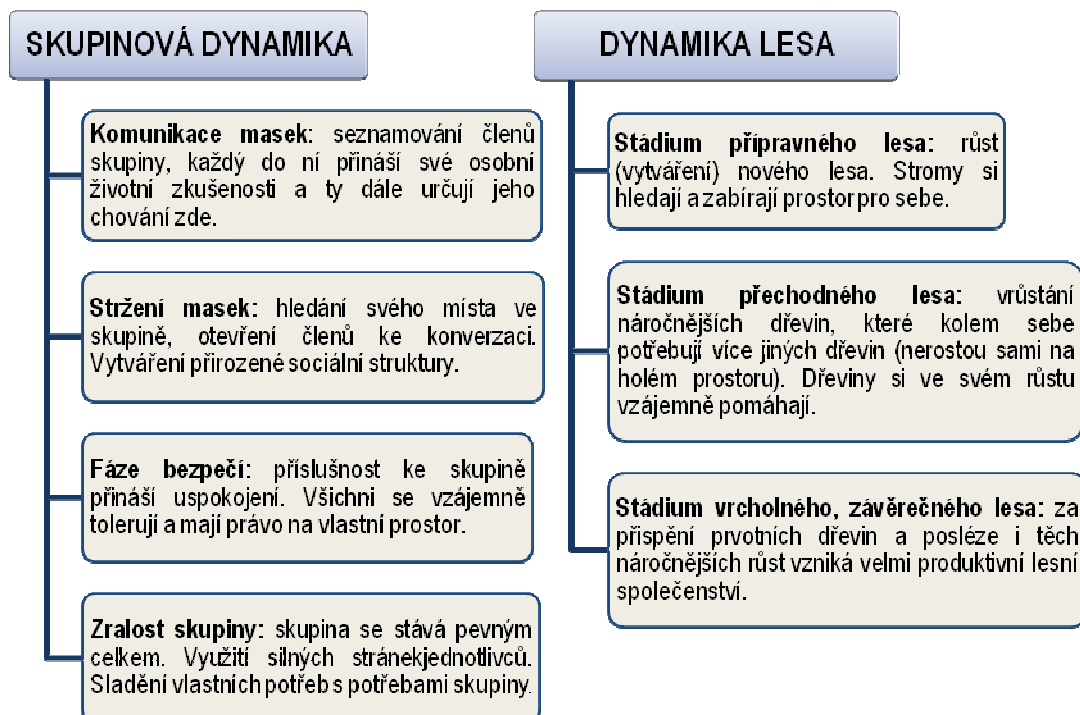 SKUPINOVÁ DYNAMIKA
Komunikace masek: seznamování členů
skupiny, každý do ní přináší své osobní
životní zkušenosti a ty dále určují jeho
chování zde.
Stržení masek: hledání svého místa ve
skupině, otevření členů ke konverzaci.
Vytváření přirozené sociální struktury.
Fáze bezpečí: příslušnost ke skupině
přináší uspokojení. Všichni se vzájemně
tolerují a mají právo na vlastní prostor.
Zralost skupiny: skupina se stává pevným
celkem. Využití silných stránek jednotlivců.
Sladění vlastních potřeb s potřebami skupiny.
DYNAMIKA LESA
Stádium přípravného lesa: růst
(vytváření) nového lesa. Stromy si
hledají a zabírají prostor pro sebe.
Stádium přechodného lesa: vrůstání
náročnějších dřevin, které kolem sebe
potřebují více jiných dřevin (nerostou sami na
holém prostoru). Dřeviny si ve svém růstu
vzájemně pomáhají.
Stádium vrcholného, závěrečného lesa: za
přispění prvotních dřevin a posléze i těch
náročnějších růst vzniká velmi produktivní lesní
společenství.